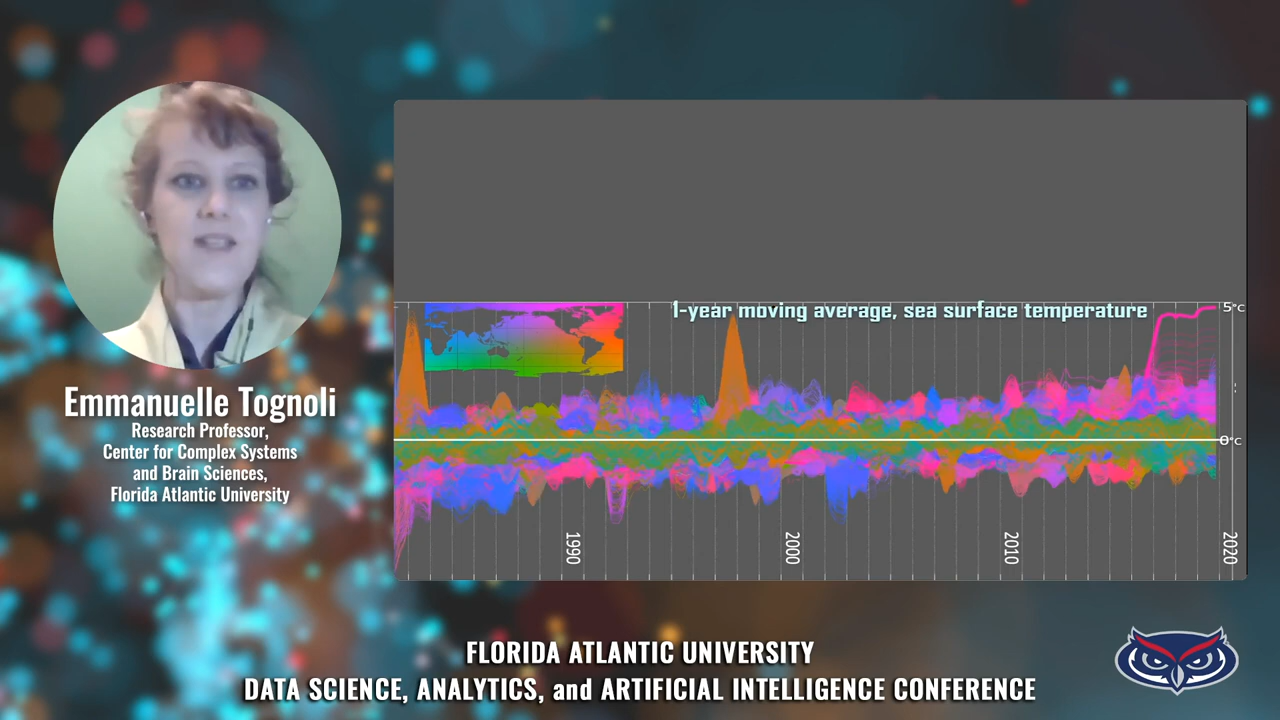 1-year moving average, sea surface temperature
5°c
0°c
1990
2000
2010
2020
Emmanuelle Tognoli
Research Professor,
Center for Complex Systems
and Brain Sciences,
Florida Atlantic University
FLORIDA ATLANTIC UNIVERSITY
DATA SCIENCE, ANALYTICS, and ARTIFICIAL INTELLIGENCE CONFERENCE